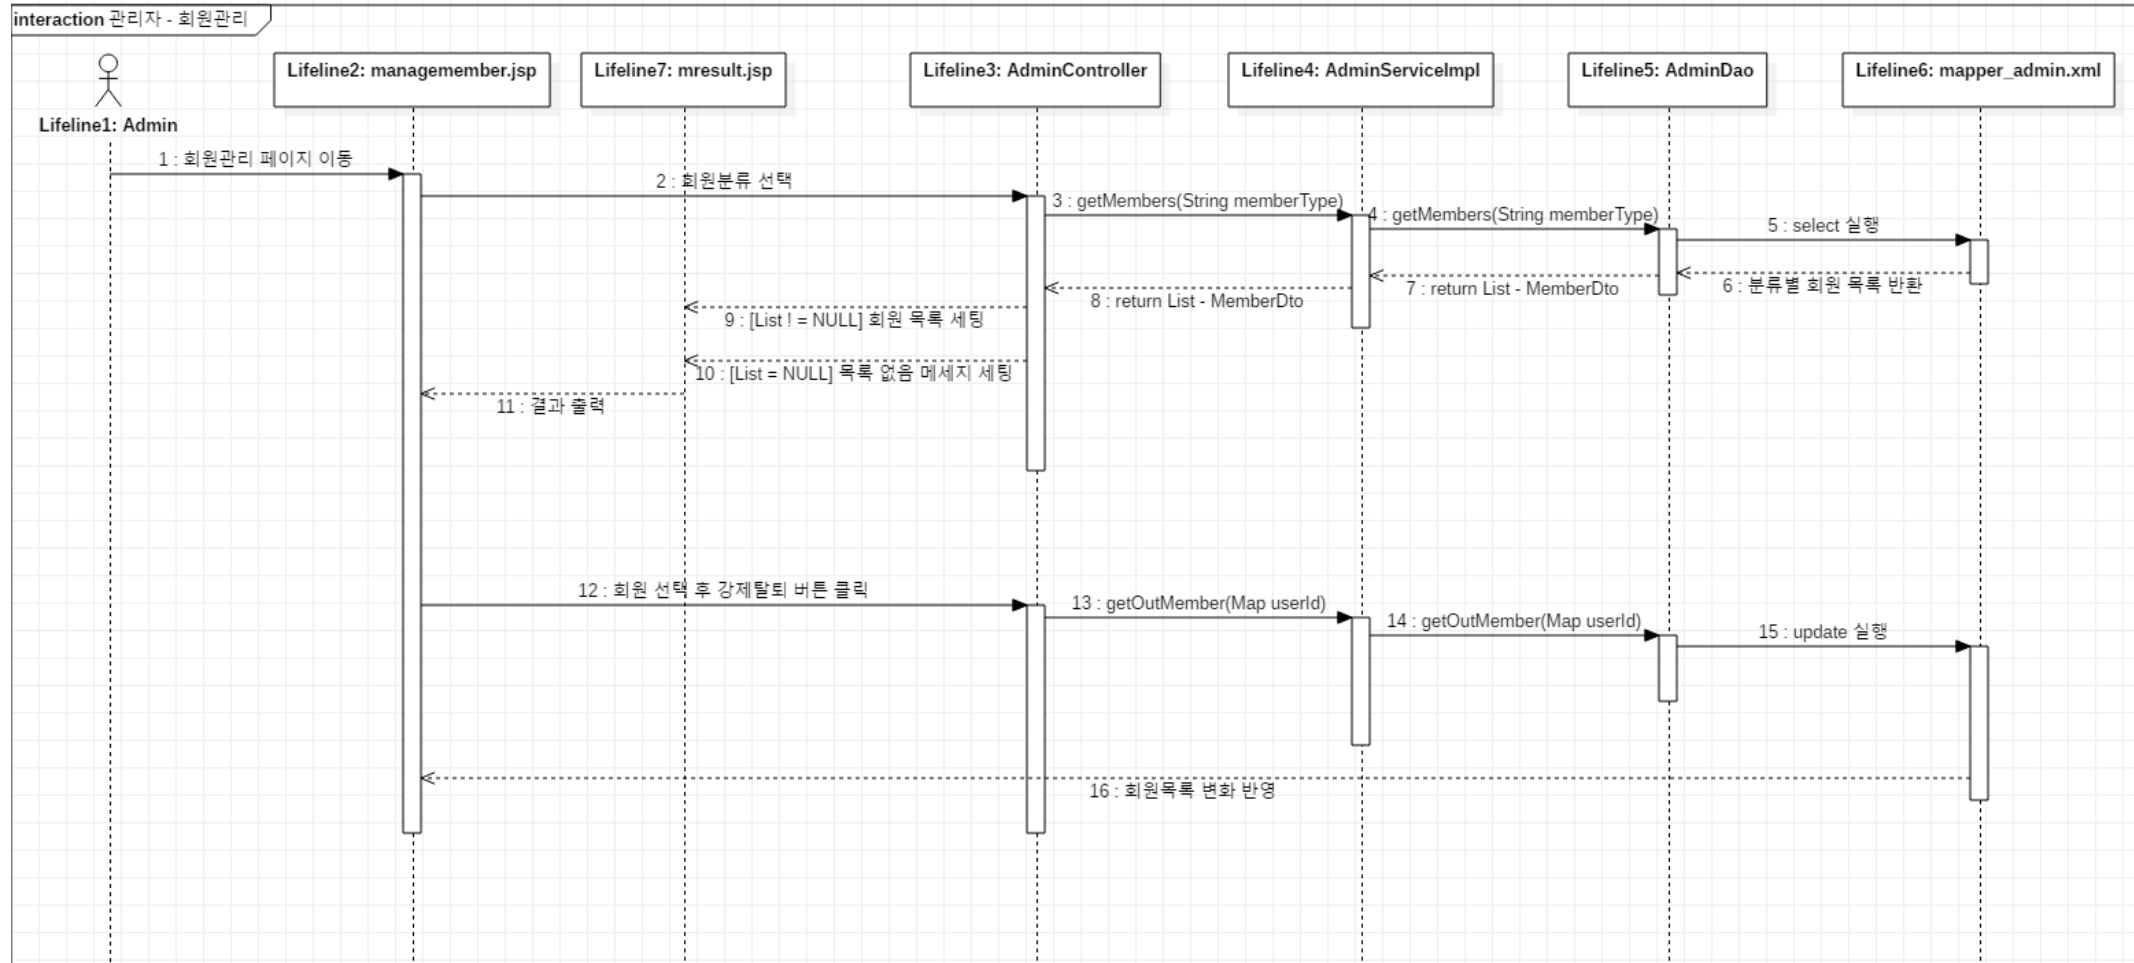 interaction 관리자 - 회원관리
Lifeline1: Admin
Lifeline2: managemember.jsp
Lifeline7: mresult.jsp
Lifeline3: AdminController
Lifeline4: AdminServiceImpl
Lifeline5: AdminDao
Lifeline6: mapper_admin.xml
1 : 회원관리 페이지 이동
2 : 회원분류 선택
3 : getMembers(String memberType)
4 : getMembers(String memberType)
5 : select 실행
6 : 분류별 회원 목록 반환
7 : return List - MemberDto
8 : return List - MemberDto
9 : [List ! = NULL] 회원 목록 세팅
10 : [List = NULL] 목록 없음 메세지 세팅
11 : 결과 출력
12 : 회원 선택 후 강제탈퇴 버튼 클릭
13 : getOutMember(Map userId)
14 : getOutMember(Map userId)
15 : update 실행
16 : 회원목록 변화 반영